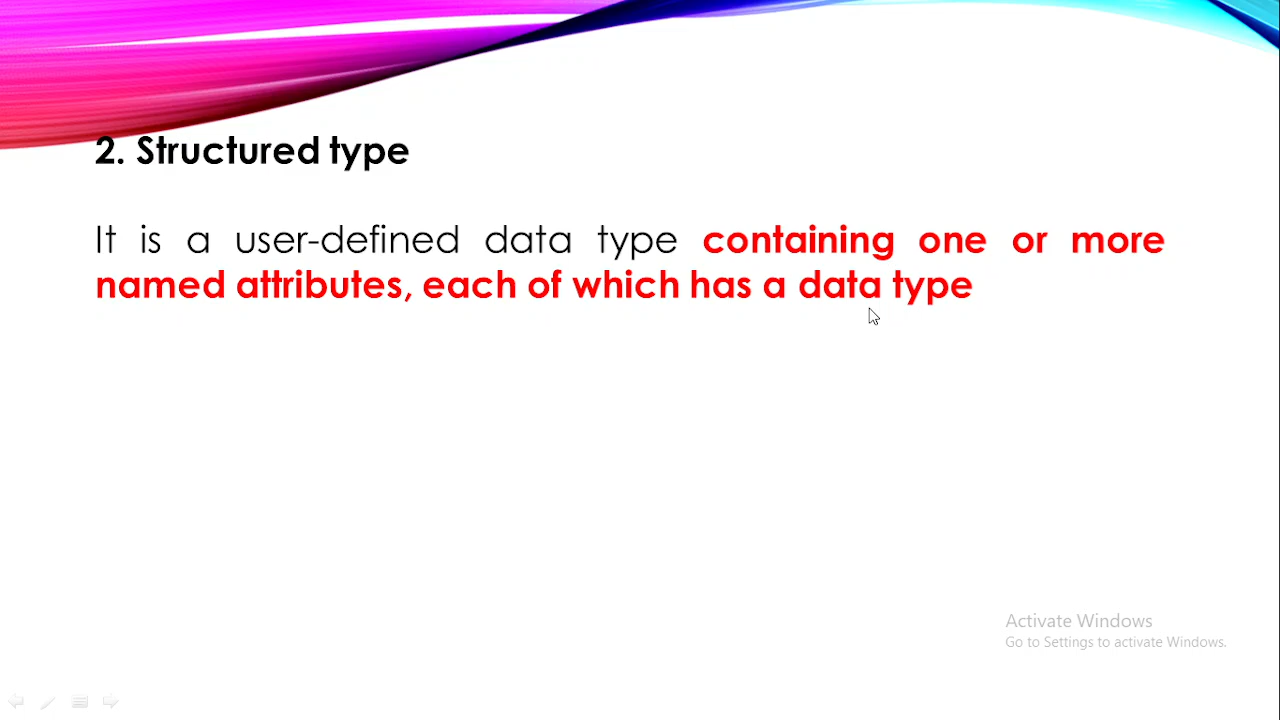 2. Structured type
It is a user-defined data type containing one or more
named attributes, each of which has a data type
Activate Windows
Go to Settings to activate Windows.